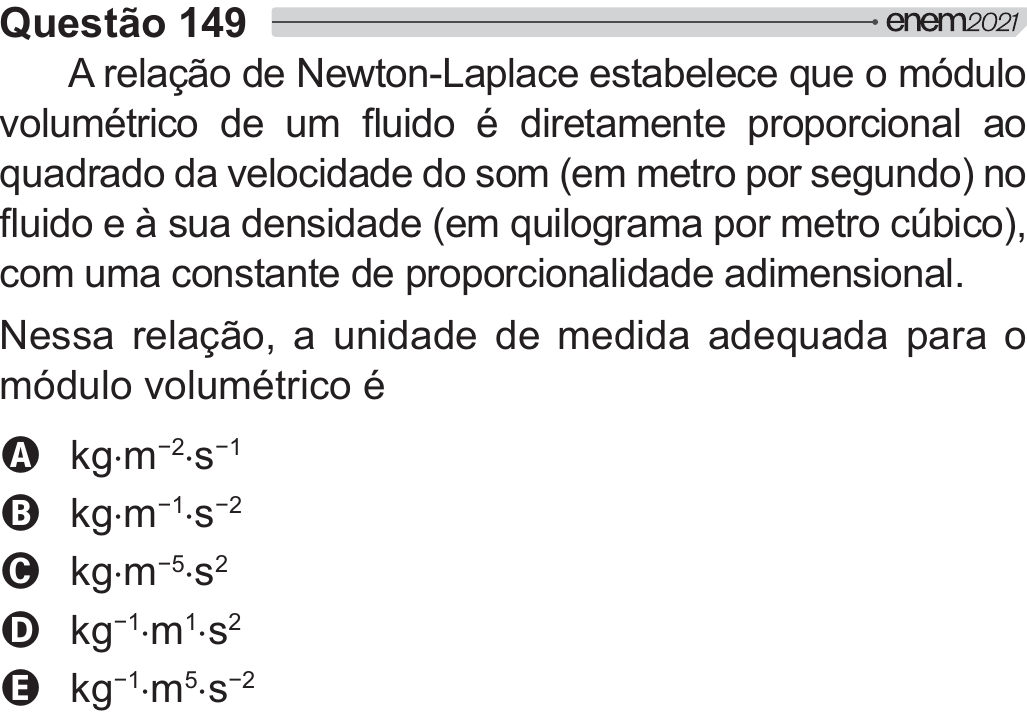 Questão 149 enem2021
A relação de Newton-Laplace estabelece que o módulo
volumétrico de um fluido é diretamente proporcional ao
quadrado da velocidade do som (em metro por segundo) no
fluido e à sua densidade (em quilograma por metro cúbico),
com uma constante de proporcionalidade adimensional.
Nessa relação, a unidade de medida adequada para o
módulo volumétrico é
A kg·m⁻²·s⁻¹
B kg·m⁻¹·s⁻²
C kg·m⁻⁵·s²
D kg⁻¹·m¹·s²
E kg⁻¹·m⁵·s⁻²